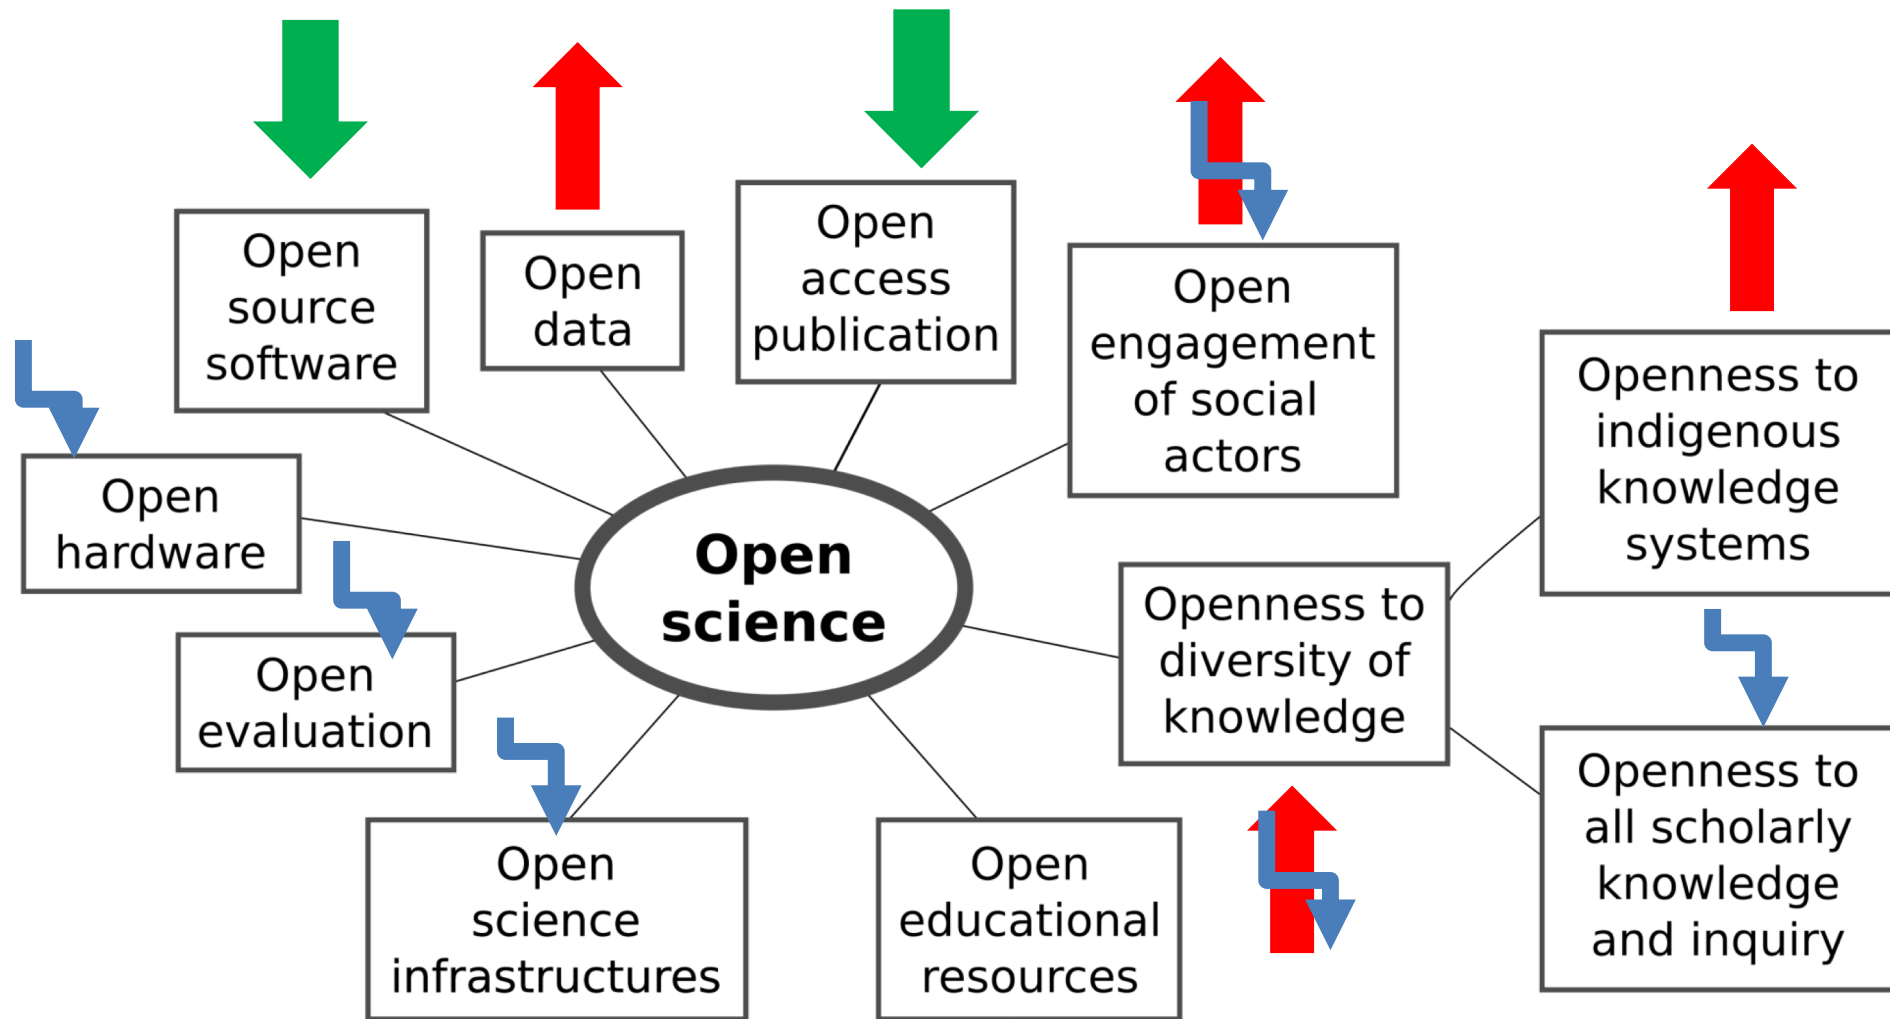 Open
source
software
Open
data
Open
access
publication
Open
engagement
of social
actors
Openness to
indigenous
knowledge
systems
Open
hardware
Open
science
Openness to
diversity of
knowledge
Open
evaluation
Openness to
all scholarly
knowledge
and inquiry
Open
science
infrastructures
Open
educational
resources